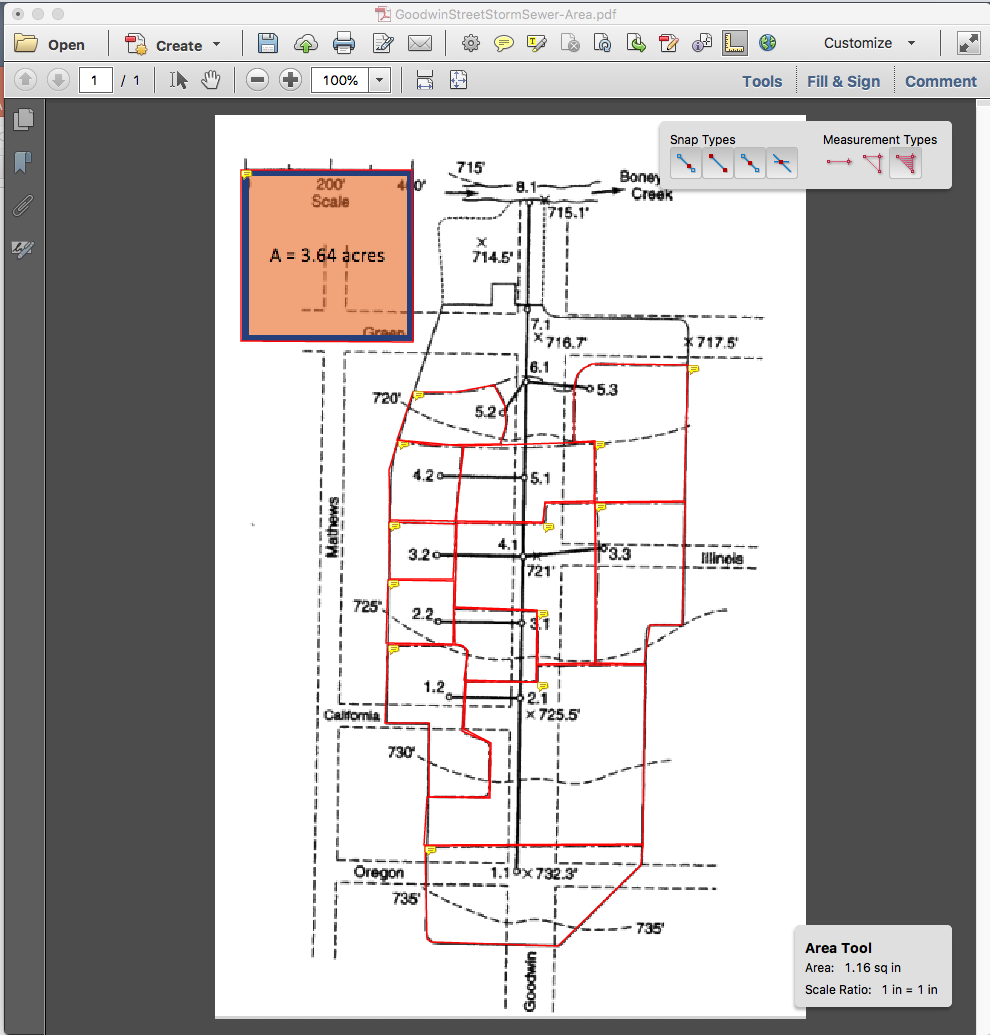 GoodwinStreetStormSewer-Area.pdf
Open
Create
Customize
1 / 1
100%
Tools
Fill & Sign
Comment
Snap Types
Measurement Types
200'
400'
Scale
A = 3.64 acres
Green
715'
8.1
Boney
Creek
715.1'
714.5'
7.1
716.7'
717.5'
6.1
5.3
720'
5.2
4.2
5.1
Mathews
4.1
3.2
3.3
Illinois
721'
725'
2.2
3.1
1.2
2.1
California
725.5'
730'
Oregon
1.1
732.3'
735'
735'
Goodwin
Area Tool
Area: 1.16 sq in
Scale Ratio: 1 in = 1 in